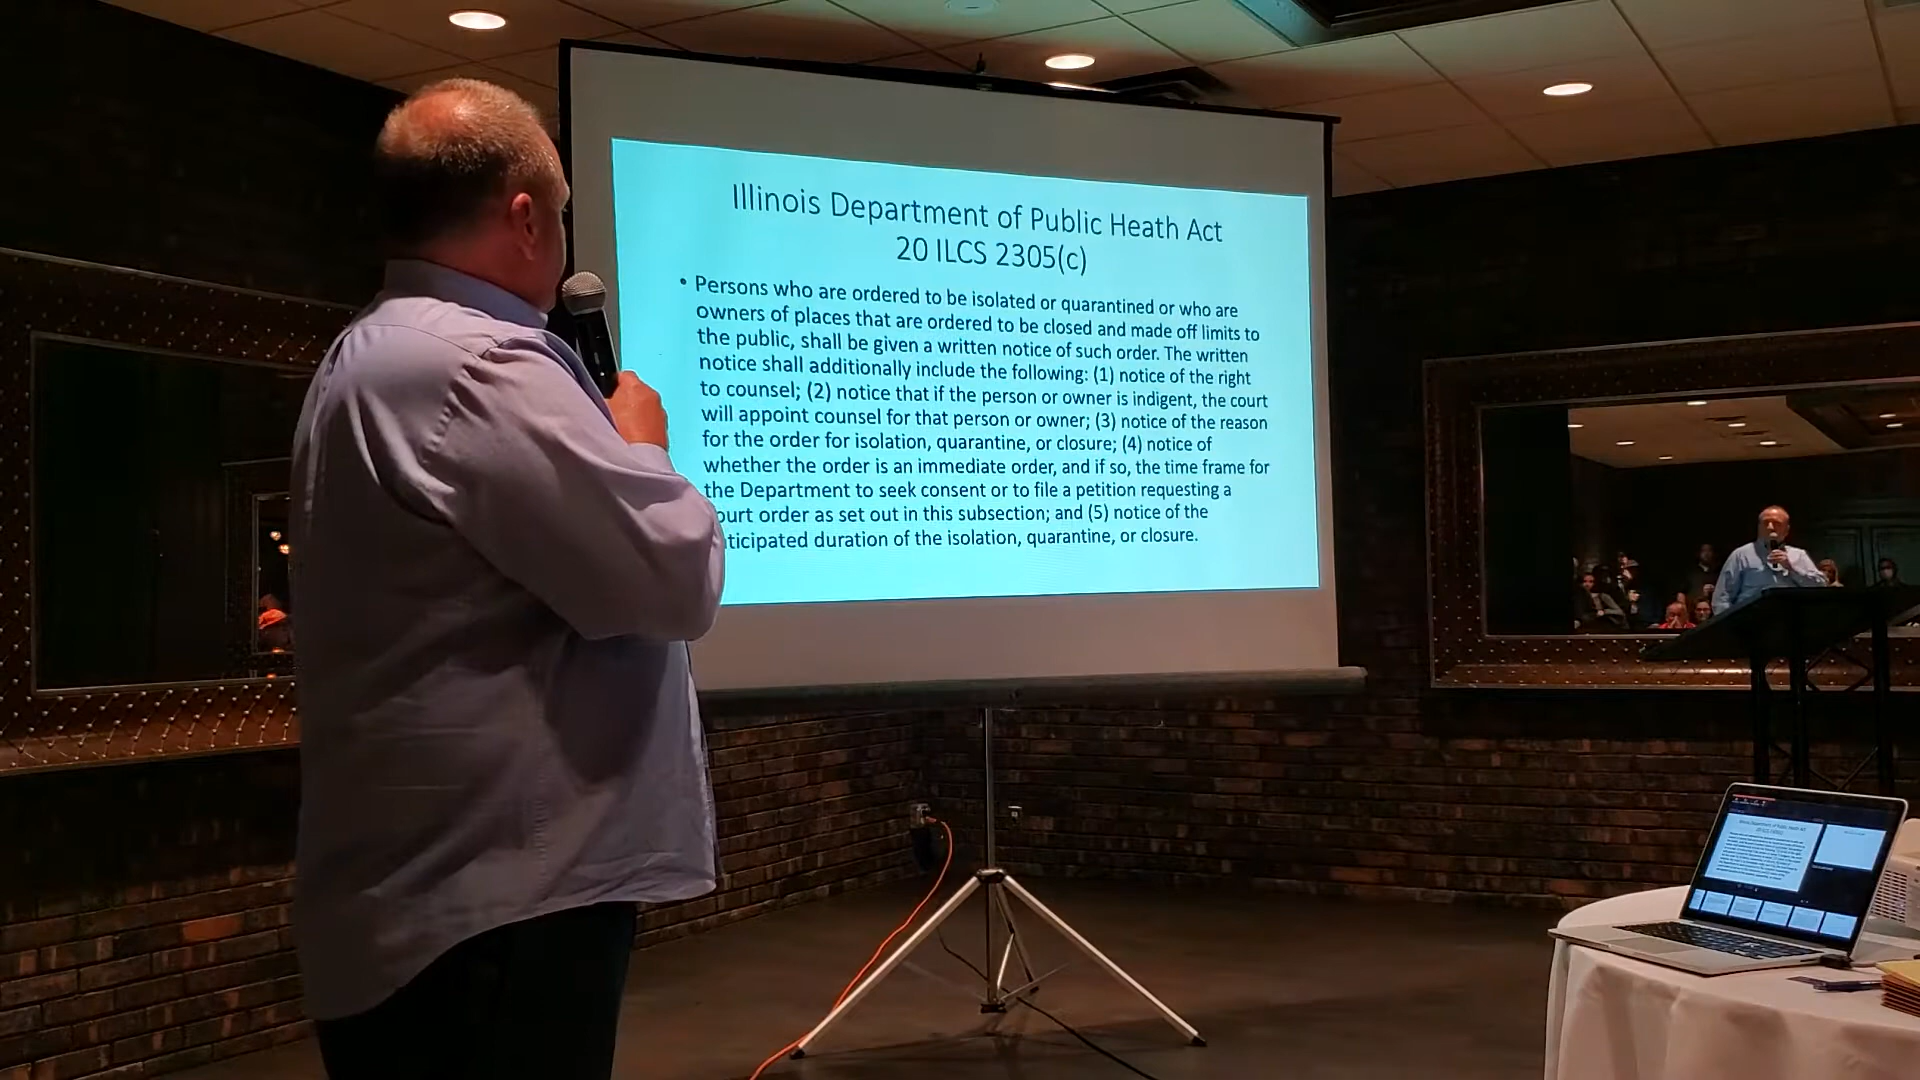 Illinois Department of Public Heath Act
20 ILCS 2305(c)
• Persons who are ordered to be isolated or quarantined or who are
owners of places that are ordered to be closed and made off limits to
the public, shall be given a written notice of such order. The written
notice shall additionally include the following: (1) notice of the right
to counsel; (2) notice that if the person or owner is indigent, the court
will appoint counsel for that person or owner; (3) notice of the reason
for the order for isolation, quarantine, or closure; (4) notice of
whether the order is an immediate order, and if so, the time frame for
the Department to seek consent or to file a petition requesting a
ourt order as set out in this subsection; and (5) notice of the
ticipated duration of the isolation, quarantine, or closure.